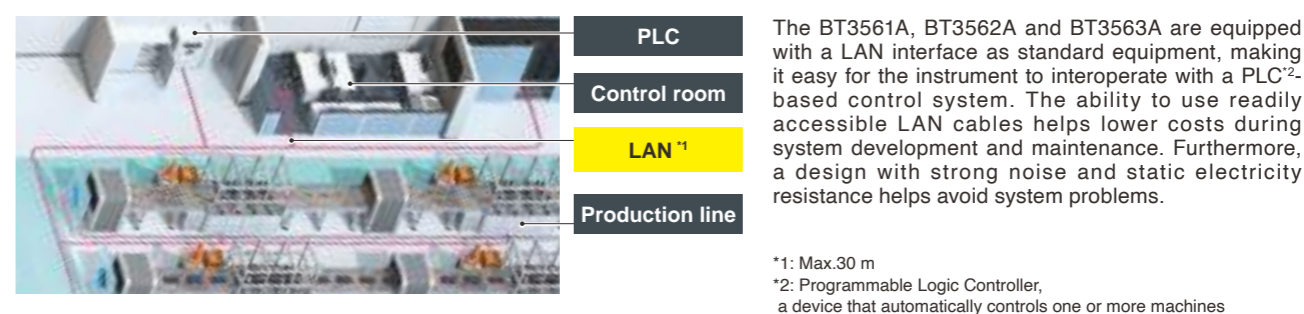 PLC
Control room
LAN *1
Production line
The BT3561A, BT3562A and BT3563A are equipped
with a LAN interface as standard equipment, making
it easy for the instrument to interoperate with a PLC*2-
based control system. The ability to use readily
accessible LAN cables helps lower costs during
system development and maintenance. Furthermore,
a design with strong noise and static electricity
resistance helps avoid system problems.
*1: Max.30 m
*2: Programmable Logic Controller,
a device that automatically controls one or more machines